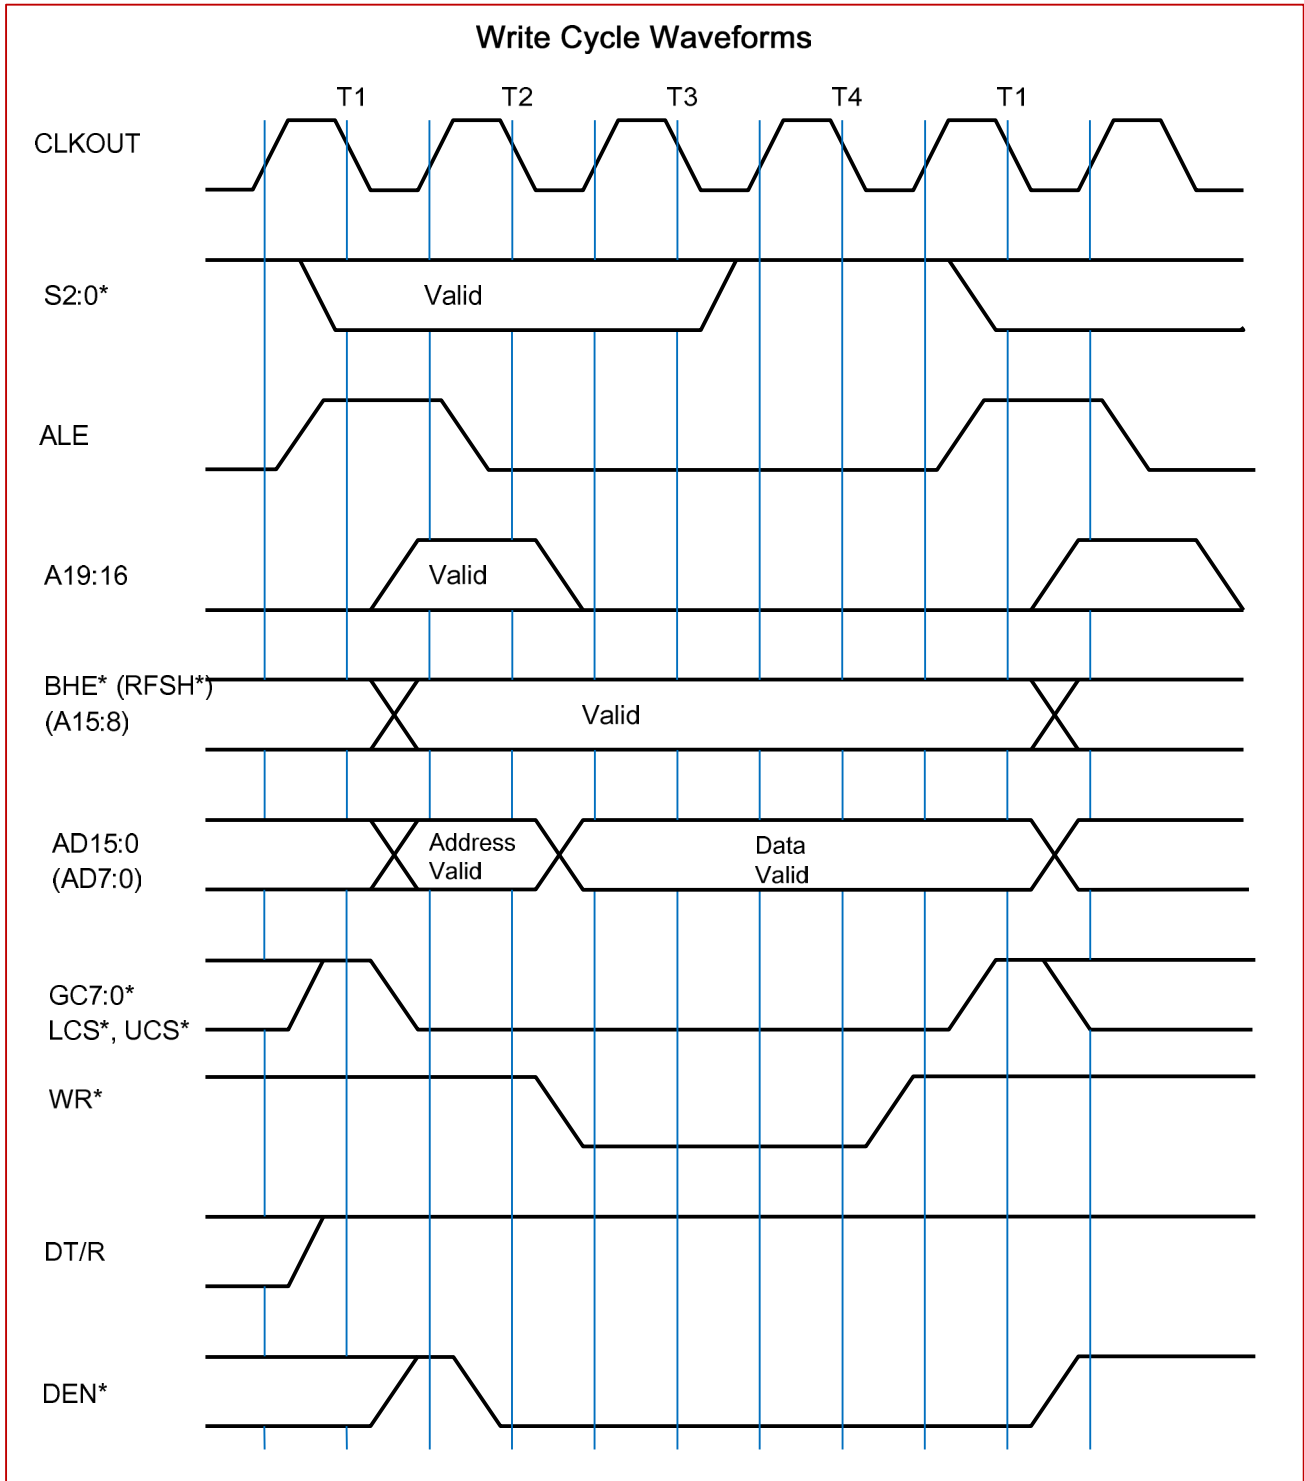 Write Cycle Waveforms
T1 T2 T3 T4 T1
CLKOUT
S2:0*
Valid
ALE
A19:16
Valid
BHE* (RFSH*)
(A15:8)
Valid
AD15:0
(AD7:0)
Address
Valid
Data
Valid
GC7:0*
LCS*, UCS*
WR*
DT/R
DEN*